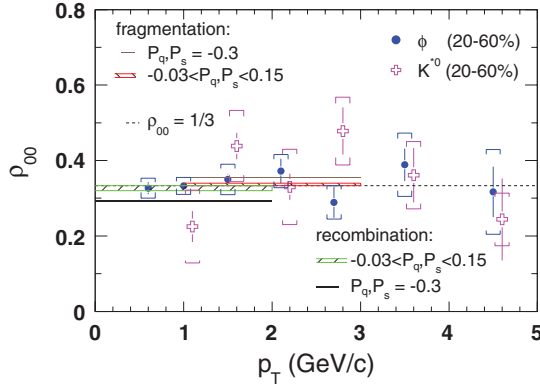 0.8
0.6
0.4
0.2
0
ρ₀₀
fragmentation:
P_q,P_s = -0.3
-0.03<P_q,P_s<0.15
ρ₀₀ = 1/3
ϕ (20-60%)
K*⁰ (20-60%)
recombination:
-0.03<P_q,P_s<0.15
P_q,P_s = -0.3
0 1 2 3 4 5
p_T (GeV/c)